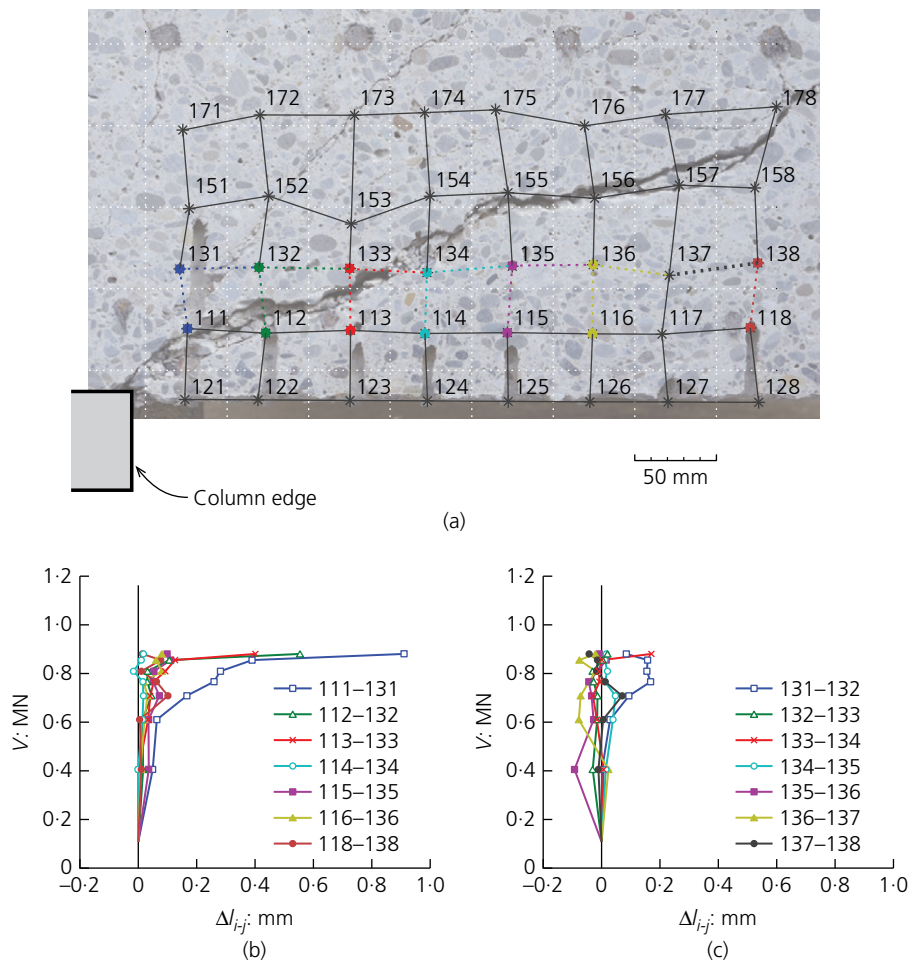 171 172 173 174 175 176 177 178
151 152 153 154 155 156 157 158
131 132 133 134 135 136 137 138
111 112 113 114 115 116 117 118
121 122 123 124 125 126 127 128
50 mm
Column edge
(a)
1·2
1·0
0·8
0·6
0·4
0·2
0
V: MN
–0·2 0 0·2 0·4 0·6 0·8 1·0
Δl i-j: mm
111–131
112–132
113–133
114–134
115–135
116–136
118–138
(b)
1·2
1·0
0·8
0·6
0·4
0·2
0
V: MN
–0·2 0 0·2 0·4 0·6 0·8 1·0
Δl i-j: mm
131–132
132–133
133–134
134–135
135–136
136–137
137–138
(c)